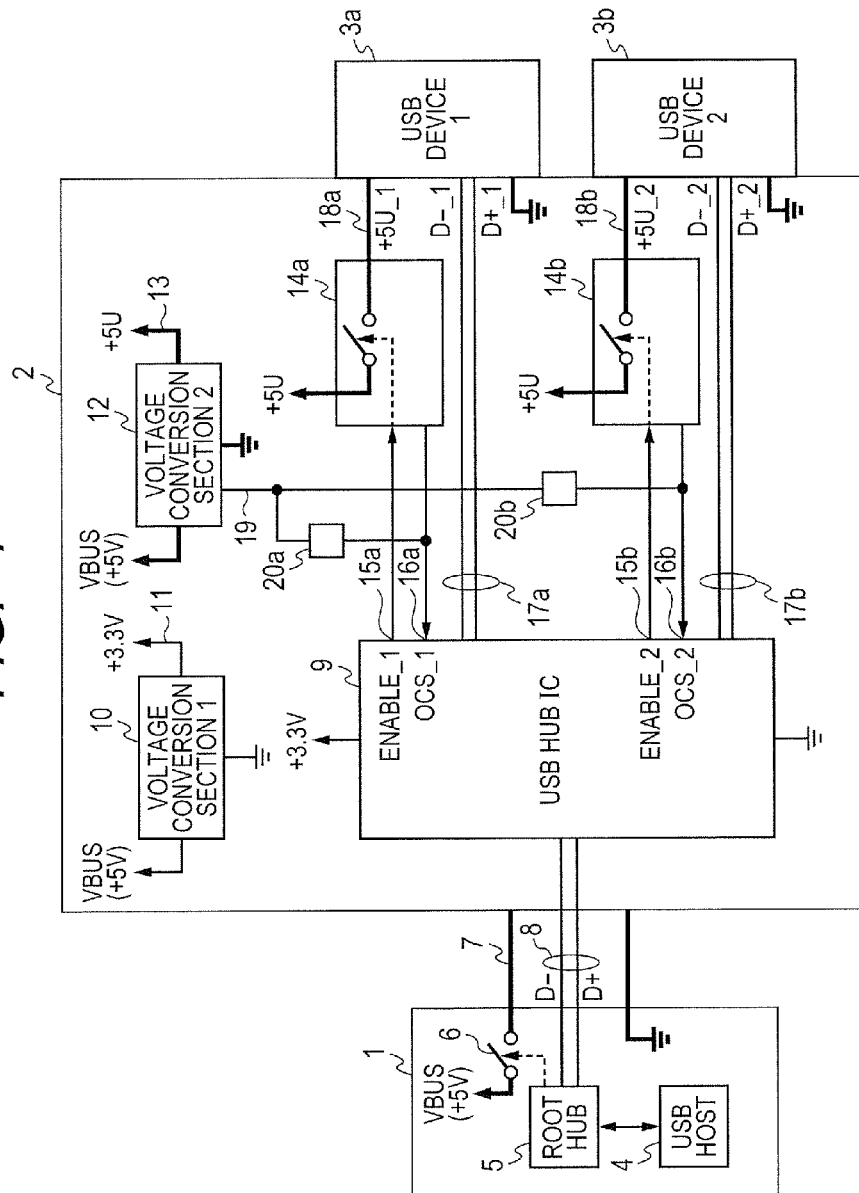 2
VBUS
(+5V)
10
VOLTAGE
CONVERSION
SECTION 1
+3.3V
11
VBUS
(+5V)
12
VOLTAGE
CONVERSION
SECTION 2
+5U
13
19
20a
20b
1
VBUS
(+5V)
6
7
5
ROOT
HUB
4
USB
HOST
D-
D+
8
+3.3V
9
USB HUB IC
ENABLE_1
OCS_1
15a
16a
17a
ENABLE_2
OCS_2
15b
16b
17b
+5U
14a
18a
+5U_1
D-_1
D+_1
3a
USB
DEVICE
1
+5U
14b
18b
+5U_2
D-_2
D+_2
3b
USB
DEVICE
2